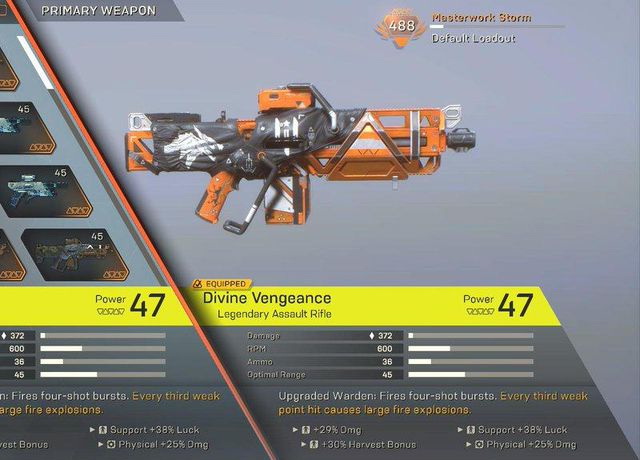 PRIMARY WEAPON
488
Masterwork Storm
Default Loadout
45
45
45
Power
47
372
600
36
45
Fires four-shot bursts. Every third weak
large fire explosions.
Support +38% Luck
Harvest Bonus
Physical +25% Dmg
EQUIPPED
Divine Vengeance
Legendary Assault Rifle
Power
47
Damage 372
RPM 600
Ammo 36
Optimal Range 45
Upgraded Warden: Fires four-shot bursts. Every third weak
point hit causes large fire explosions.
+29% Dmg
Support +38% Luck
+30% Harvest Bonus
Physical +25% Dmg